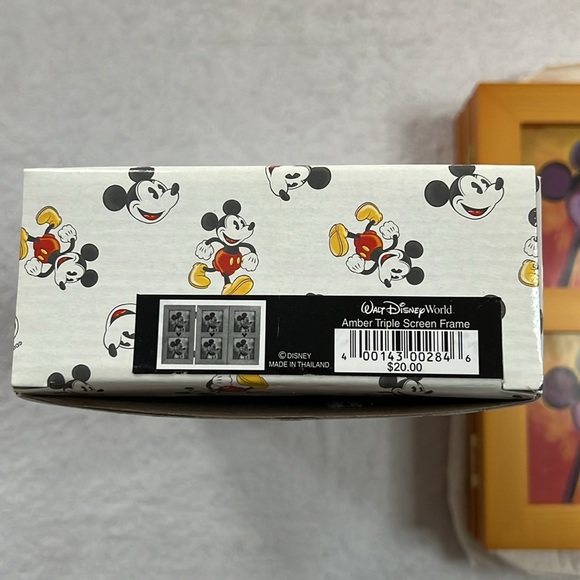 Walt Disney World
Amber Triple Screen Frame
4 00143 00284 6
$20.00
© DISNEY
MADE IN THAILAND